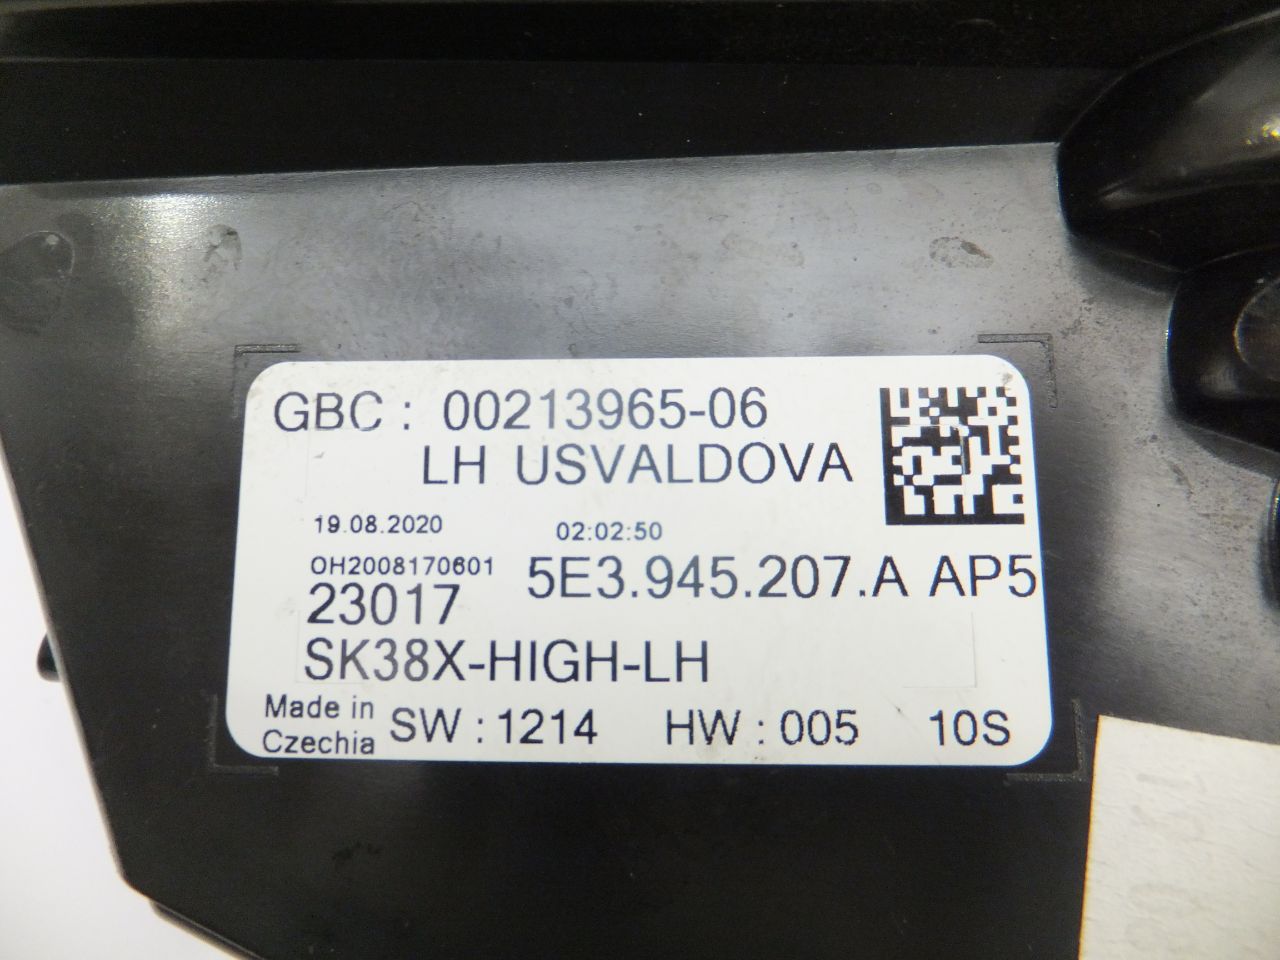 GBC : 00213965-06
LH USVALDOVA
19.08.2020 02:02:50
OH2008170601 5E3.945.207.A AP5
23017
SK38X-HIGH-LH
Made in Czechia SW : 1214 HW : 005 10S